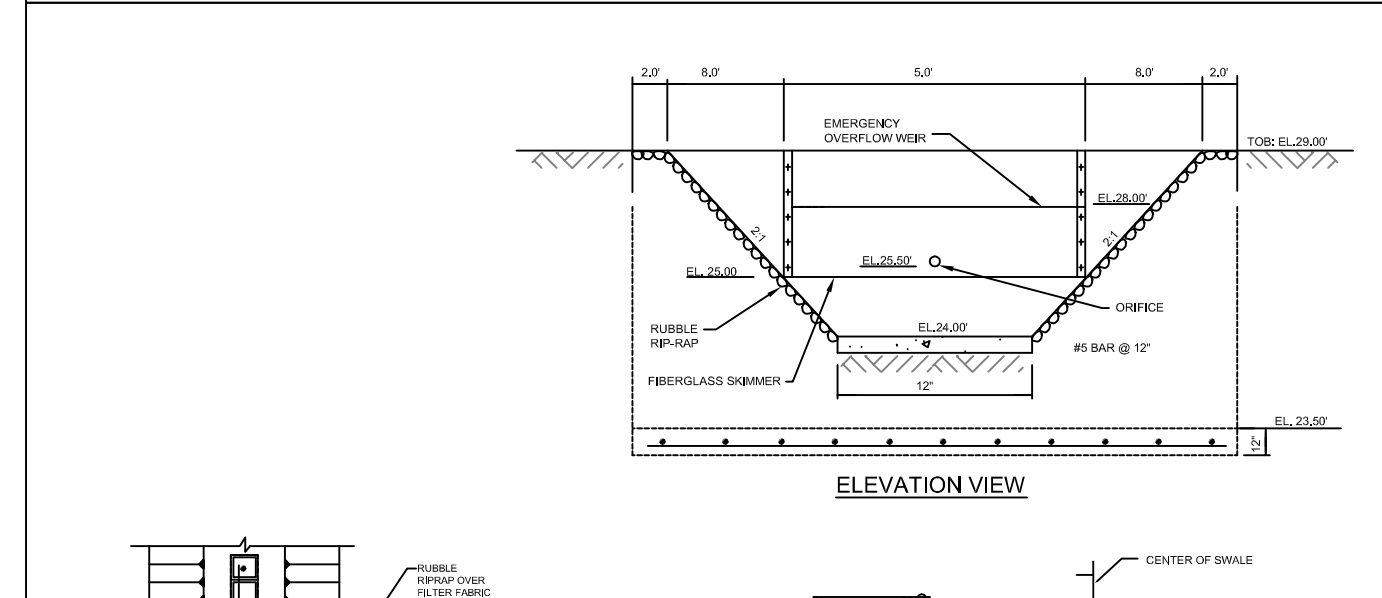 2.0' 8.0' 5.0' 8.0' 2.0'
EMERGENCY
OVERFLOW WEIR
TOB: EL.29.00'
EL.28.00'
2:1
2:1
EL. 25.00
EL.25.50'
ORIFICE
RUBBLE
RIP-RAP
EL.24.00'
#5 BAR @ 12"
FIBERGLASS SKIMMER
12"
EL. 23.50'
12"
ELEVATION VIEW
RUBBLE
RIPRAP OVER
FILTER FABRIC
CENTER OF SWALE